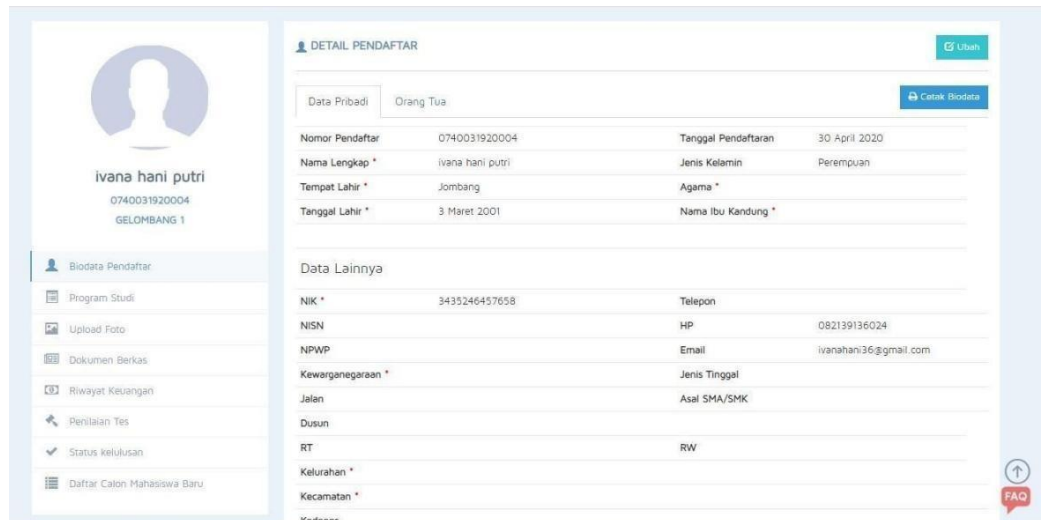 DETAIL PENDAFTAR
Ubah
Data Pribadi Orang Tua
Cetak Biodata
ivana hani putri
0740031920004
GELOMBANG 1
Biodata Pendaftar
Program Studi
Upload Foto
Dokumen Berkas
Riwayat Keuangan
Penilaian Tes
Status kelulusan
Daftar Calon Mahasiswa Baru
Nomor Pendaftar 0740031920004 Tanggal Pendaftaran 30 April 2020
Nama Lengkap * ivana hani putri Jenis Kelamin Perempuan
Tempat Lahir * Jombang Agama *
Tanggal Lahir * 3 Maret 2001 Nama Ibu Kandung *
Data Lainnya
NIK * 3435246457658 Telepon
NISN HP 082139136024
NPWP Email ivanahani36@gmail.com
Kewarganegaraan * Jenis Tinggal
Jalan Asal SMA/SMK
Dusun
RT RW
Kelurahan *
Kecamatan *
FAQ